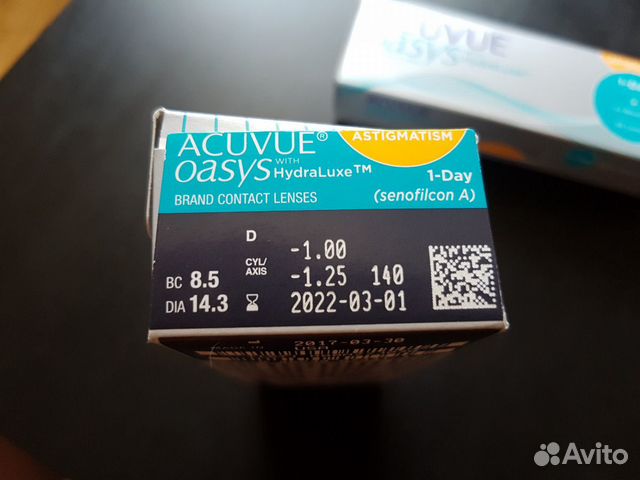 UVUE
oasys
ASTIGMATISM
ACUVUE®
oasys WITH HydraLuxe™
1-Day
BRAND CONTACT LENSES
(senofilcon A)
D -1.00
CYL/
AXIS -1.25 140
BC 8.5
DIA 14.3 2022-03-01
2017-03-30
Avito